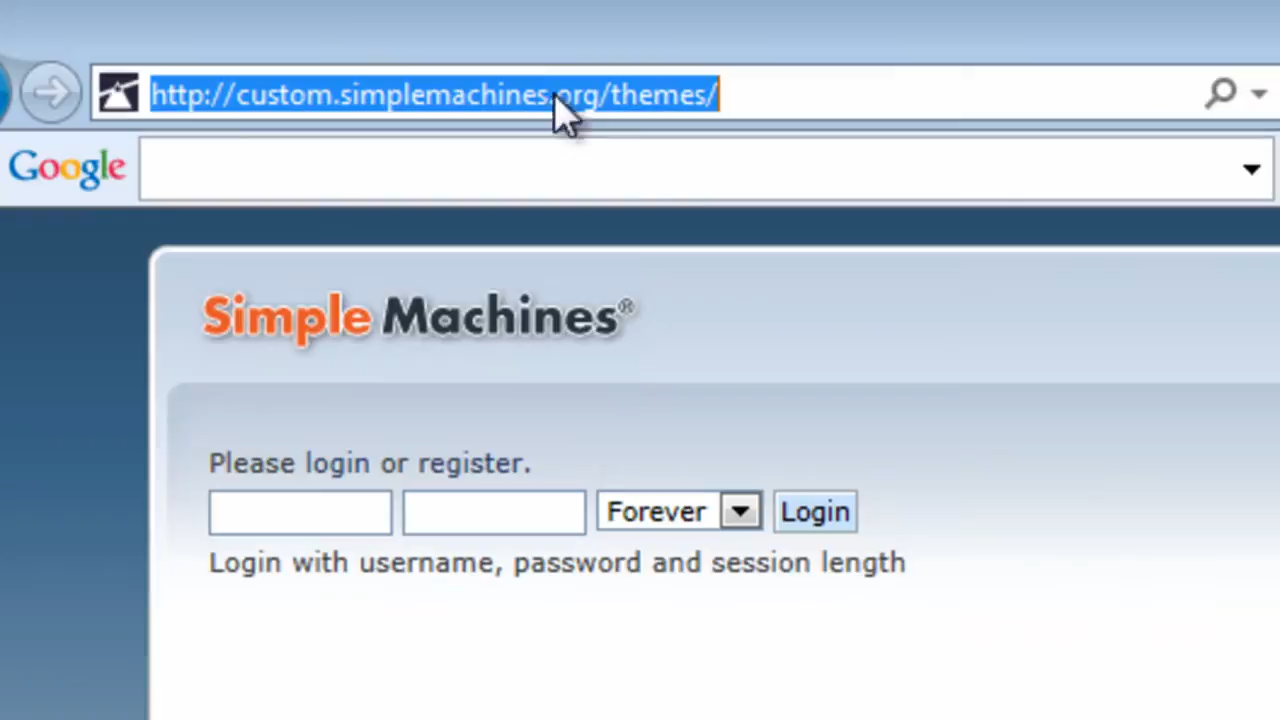 http://custom.simplemachines.org/themes/
Google
Simple Machines®
Please login or register.
Forever Login
Login with username, password and session length